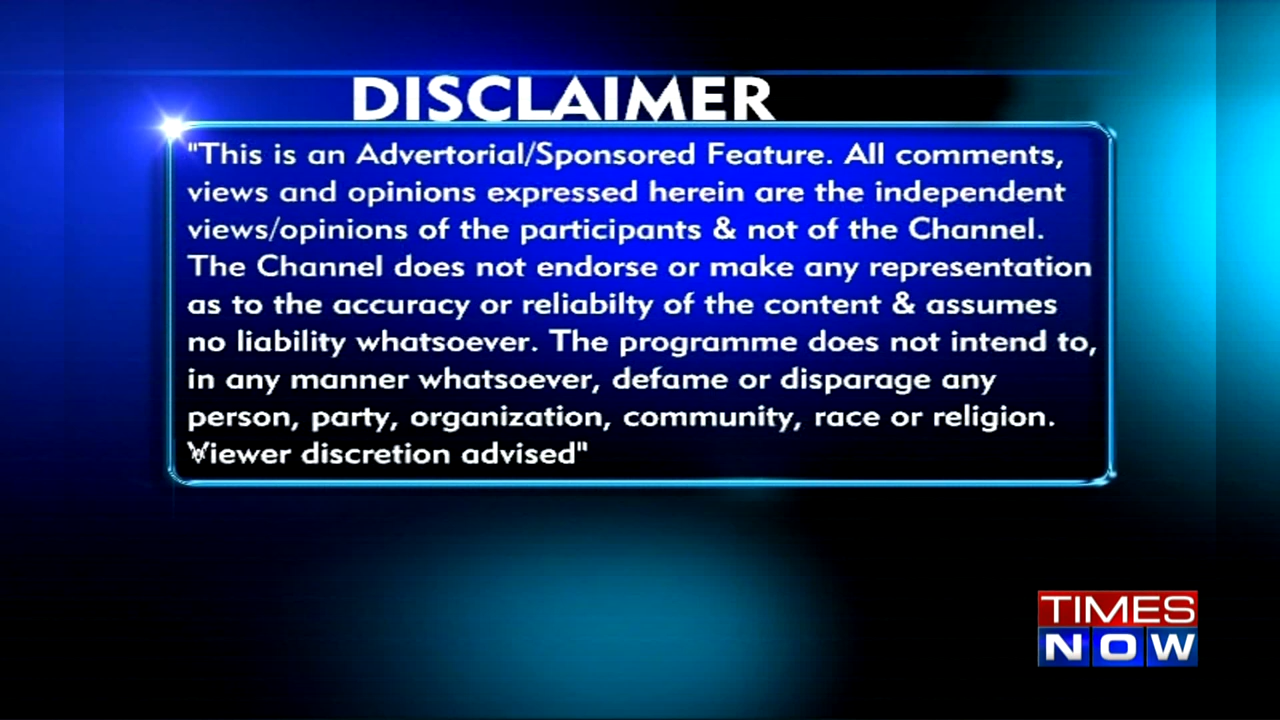 DISCLAIMER
"This is an Advertorial/Sponsored Feature. All comments,
views and opinions expressed herein are the independent
views/opinions of the participants & not of the Channel.
The Channel does not endorse or make any representation
as to the accuracy or reliabilty of the content & assumes
no liability whatsoever. The programme does not intend to,
in any manner whatsoever, defame or disparage any
person, party, organization, community, race or religion.
Viewer discretion advised"
TIMES
NOW